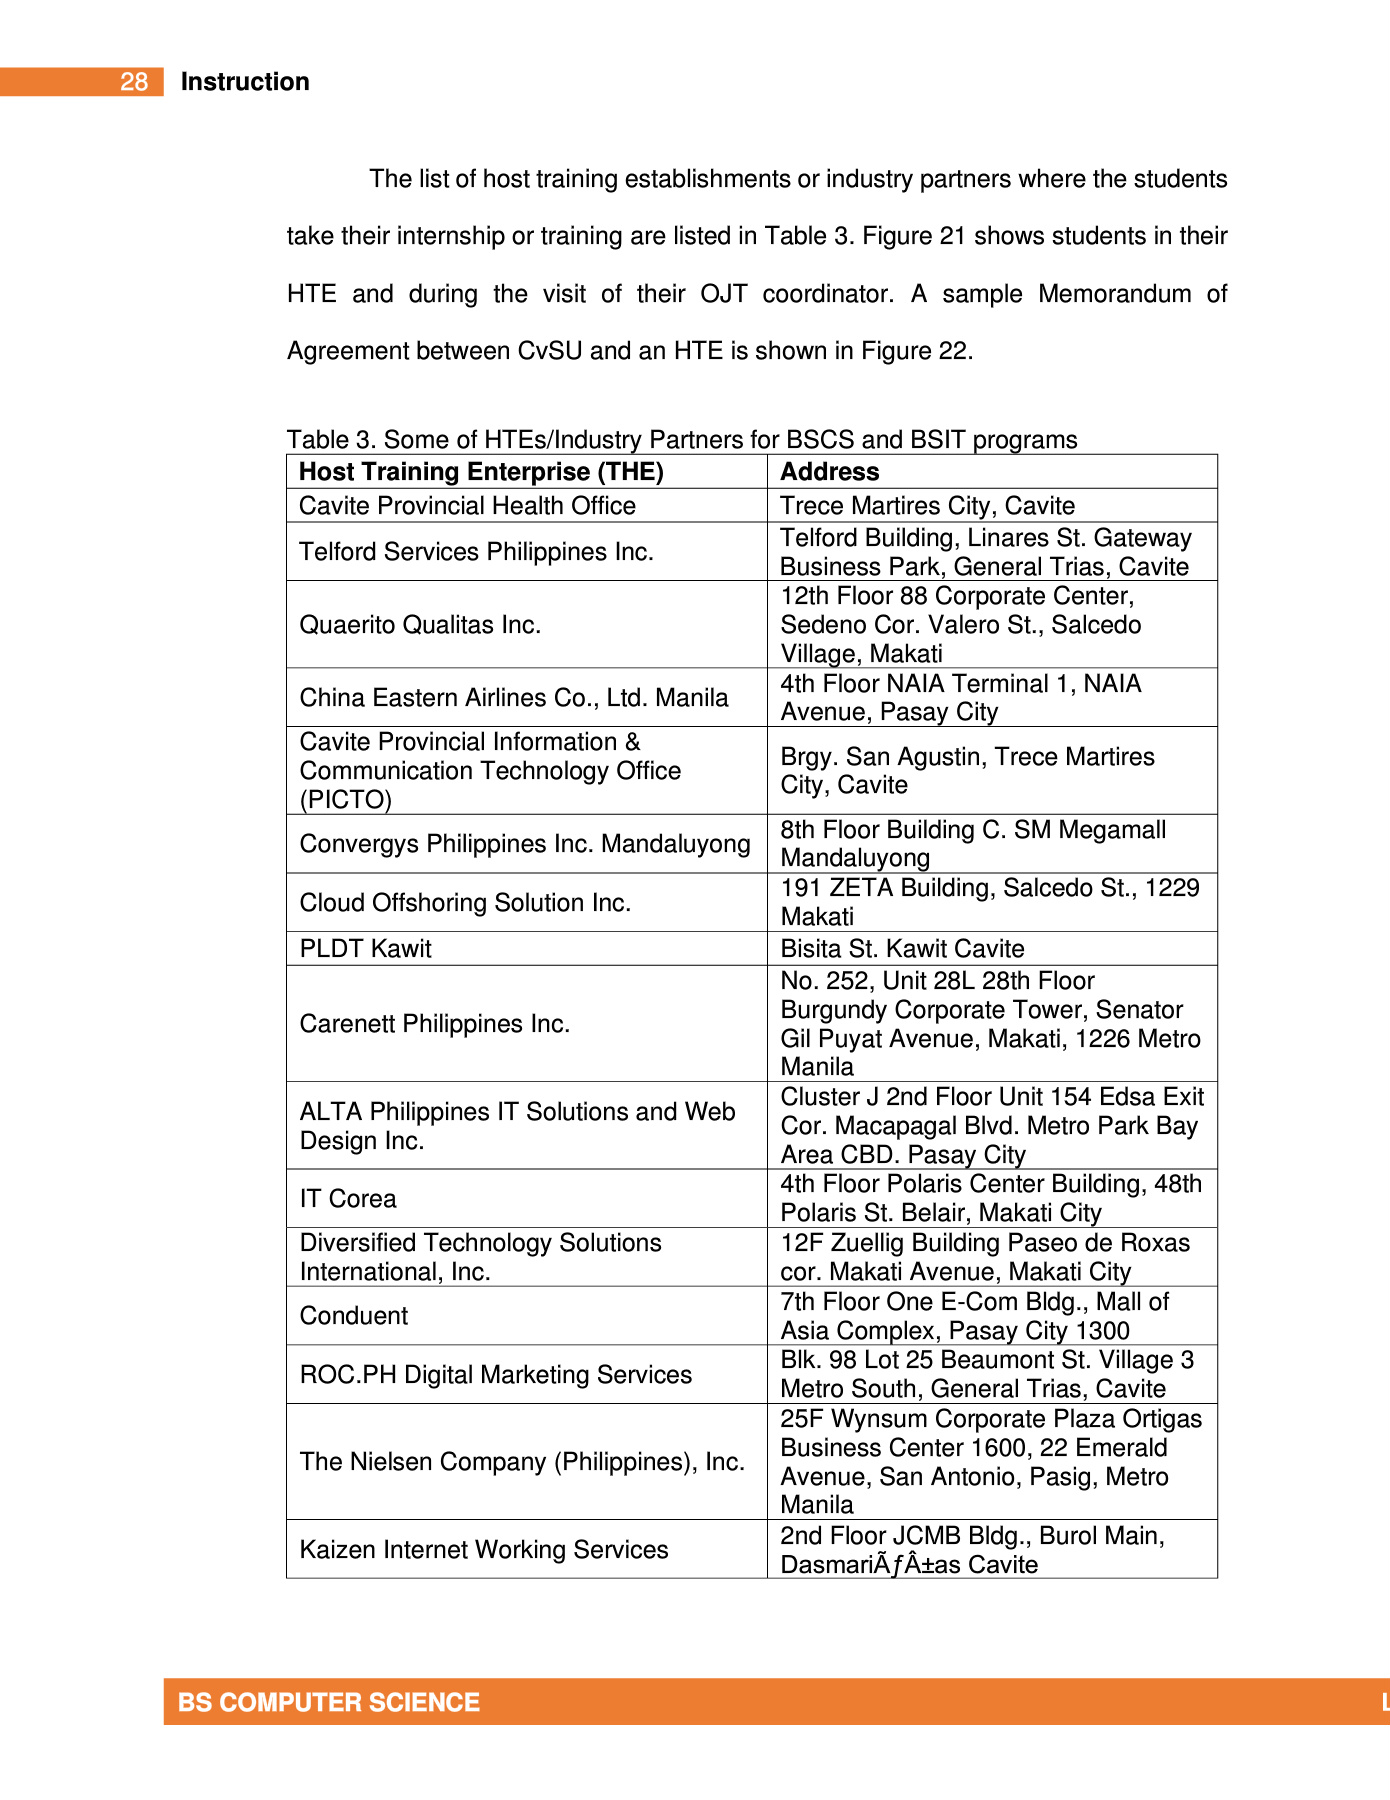 28 Instruction
The list of host training establishments or industry partners where the students
take their internship or training are listed in Table 3. Figure 21 shows students in their
HTE and during the visit of their OJT coordinator. A sample Memorandum of
Agreement between CvSU and an HTE is shown in Figure 22.
Table 3. Some of HTEs/Industry Partners for BSCS and BSIT programs
Host Training Enterprise (THE) Address
Cavite Provincial Health Office Trece Martires City, Cavite
Telford Services Philippines Inc.
Telford Building, Linares St. Gateway
Business Park, General Trias, Cavite
Quaerito Qualitas Inc.
12th Floor 88 Corporate Center,
Sedeno Cor. Valero St., Salcedo
Village, Makati
China Eastern Airlines Co., Ltd. Manila
4th Floor NAIA Terminal 1, NAIA
Avenue, Pasay City
Cavite Provincial Information &
Communication Technology Office
(PICTO)
Brgy. San Agustin, Trece Martires
City, Cavite
Convergys Philippines Inc. Mandaluyong
8th Floor Building C. SM Megamall
Mandaluyong
Cloud Offshoring Solution Inc.
191 ZETA Building, Salcedo St., 1229
Makati
PLDT Kawit Bisita St. Kawit Cavite
Carenett Philippines Inc.
No. 252, Unit 28L 28th Floor
Burgundy Corporate Tower, Senator
Gil Puyat Avenue, Makati, 1226 Metro
Manila
ALTA Philippines IT Solutions and Web
Design Inc.
Cluster J 2nd Floor Unit 154 Edsa Exit
Cor. Macapagal Blvd. Metro Park Bay
Area CBD. Pasay City
IT Corea
4th Floor Polaris Center Building, 48th
Polaris St. Belair, Makati City
Diversified Technology Solutions
International, Inc.
12F Zuellig Building Paseo de Roxas
cor. Makati Avenue, Makati City
Conduent
7th Floor One E-Com Bldg., Mall of
Asia Complex, Pasay City 1300
ROC.PH Digital Marketing Services
Blk. 98 Lot 25 Beaumont St. Village 3
Metro South, General Trias, Cavite
The Nielsen Company (Philippines), Inc.
25F Wynsum Corporate Plaza Ortigas
Business Center 1600, 22 Emerald
Avenue, San Antonio, Pasig, Metro
Manila
Kaizen Internet Working Services
2nd Floor JCMB Bldg., Burol Main,
DasmariÃƒÂ±as Cavite
BS COMPUTER SCIENCE